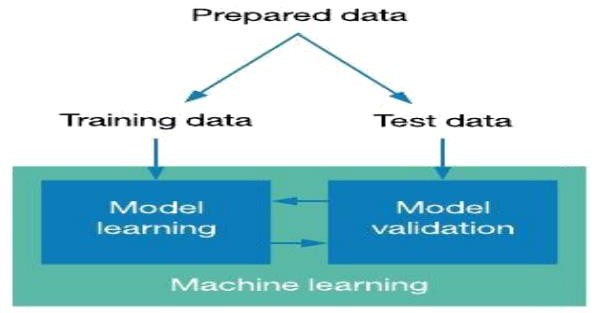 Prepared data
Training data
Test data
Model
learning
Model
validation
Machine learning